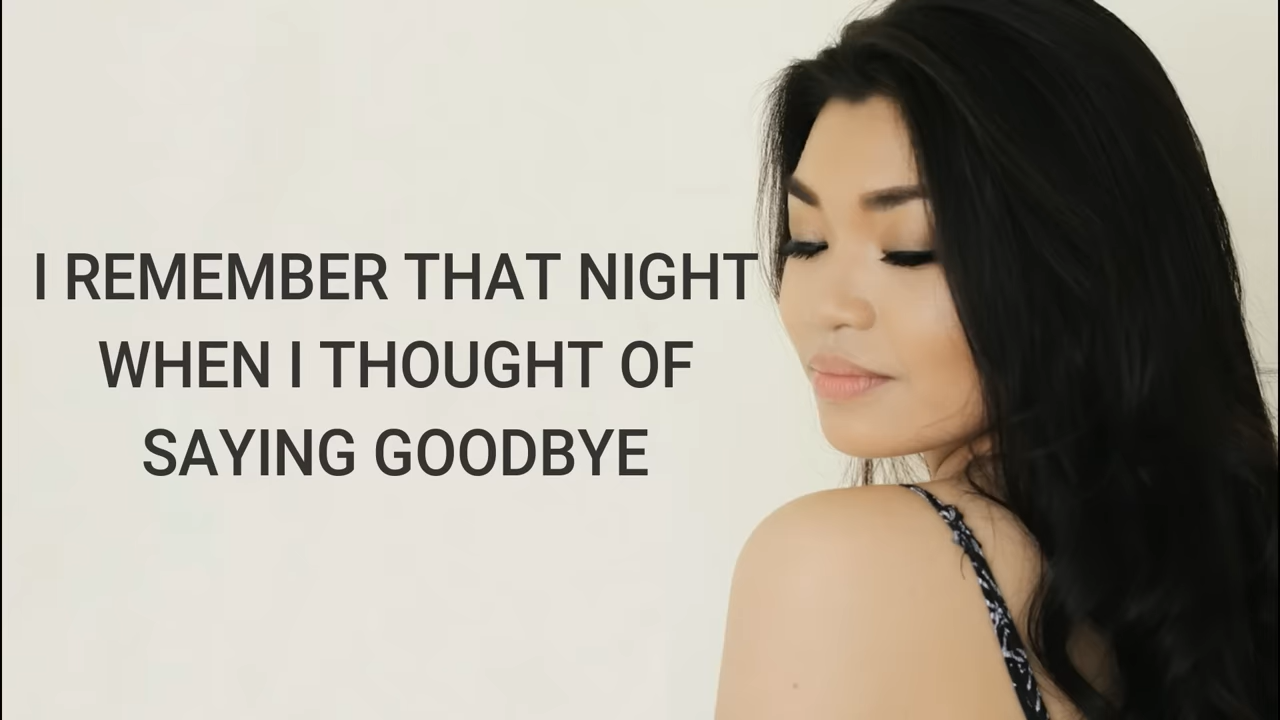 I REMEMBER THAT NIGHT
WHEN I THOUGHT OF
SAYING GOODBYE